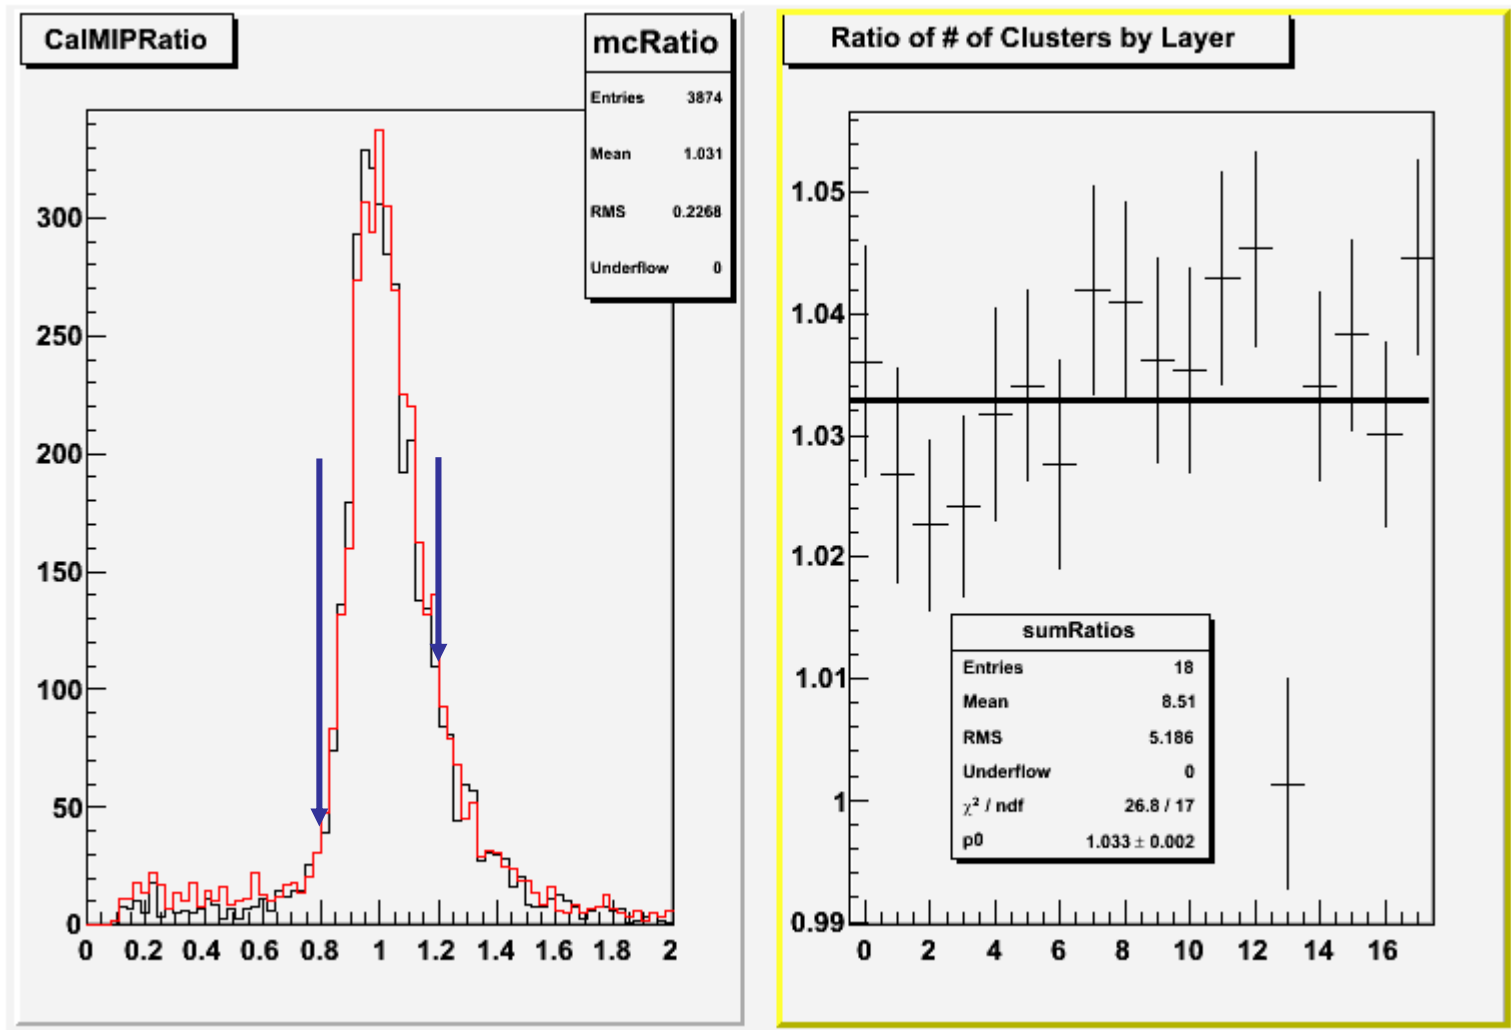 CalMIPRatio
mcRatio
Entries 3874
Mean 1.031
RMS 0.2268
Underflow 0
300
250
200
150
100
50
0
0 0.2 0.4 0.6 0.8 1 1.2 1.4 1.6 1.8 2
Ratio of # of Clusters by Layer
1.05
1.04
1.03
1.02
1.01
1
0.99
sumRatios
Entries 18
Mean 8.51
RMS 5.186
Underflow 0
χ² / ndf 26.8 / 17
p0 1.033 ± 0.002
0 2 4 6 8 10 12 14 16